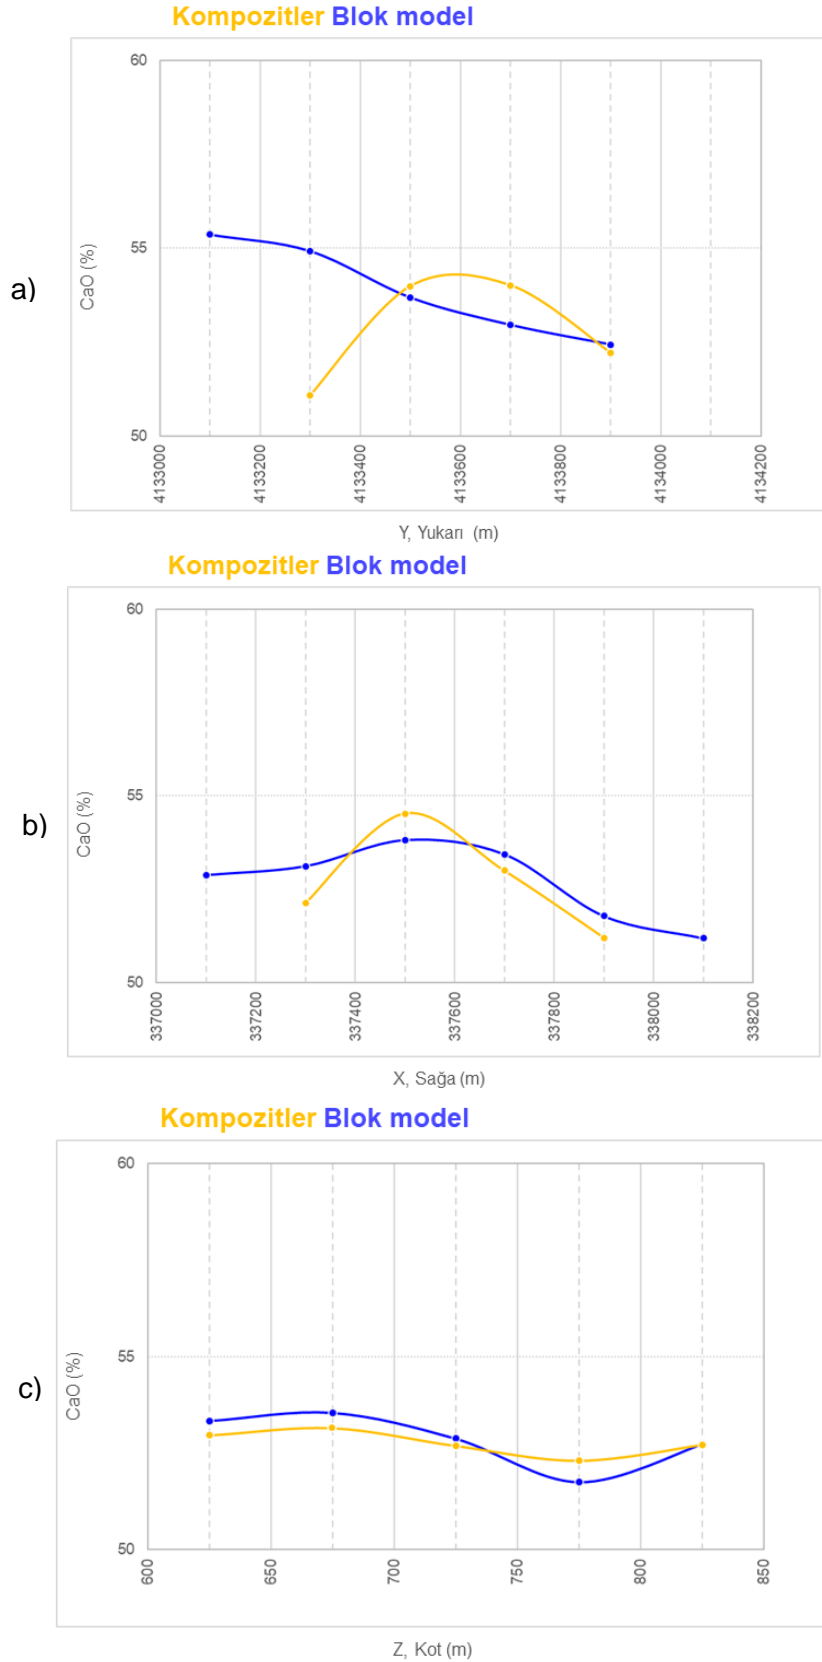 Kompozitler Blok model
60
55
50
CaO (%)
a)
4133000
4133200
4133400
4133600
4133800
4134000
4134200
Y, Yukarı (m)
Kompozitler Blok model
60
55
50
CaO (%)
b)
337000
337200
337400
337600
337800
338000
338200
X, Sağa (m)
Kompozitler Blok model
60
55
50
CaO (%)
c)
600
650
700
750
800
850
Z, Kot (m)